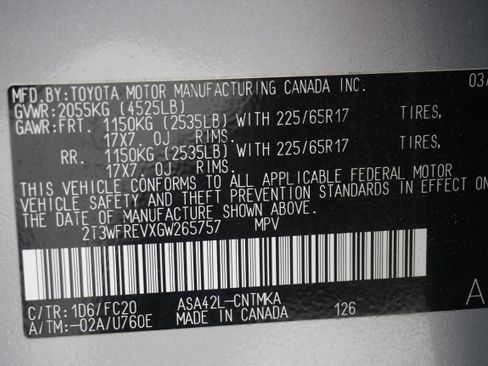 MFD.BY:TOYOTA MOTOR MANUFACTURING CANADA INC. 03/
GVWR:2055KG (4525LB)
GAWR:FRT. 1150KG (2535LB) WITH 225/65R17 TIRES,
17X7.0J RIMS.
RR. 1150KG (2535LB) WITH 225/65R17 TIRES,
17X7.0J RIMS.
THIS VEHICLE CONFORMS TO ALL APPLICABLE FEDERAL MOTOR
VEHICLE SAFETY AND THEFT PREVENTION STANDARDS IN EFFECT
ON THE DATE OF MANUFACTURE SHOWN ABOVE.
2T3WFREVXGW265757 MPV
C/TR:1D6/FC20 ASA42L-CNTMKA A
A/TM:-02A/U760E MADE IN CANADA 126